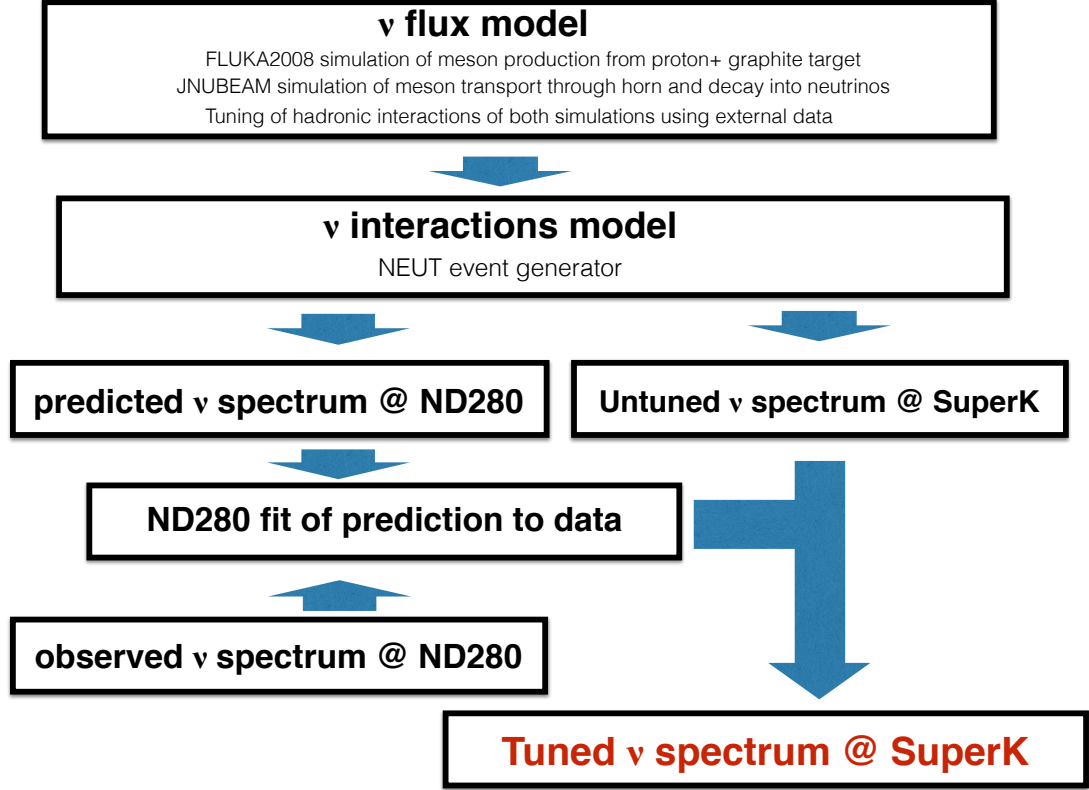 ν flux model
FLUKA2008 simulation of meson production from proton+ graphite target
JNUBEAM simulation of meson transport through horn and decay into neutrinos
Tuning of hadronic interactions of both simulations using external data
ν interactions model
NEUT event generator
predicted ν spectrum @ ND280
Untuned ν spectrum @ SuperK
ND280 fit of prediction to data
observed ν spectrum @ ND280
Tuned ν spectrum @ SuperK